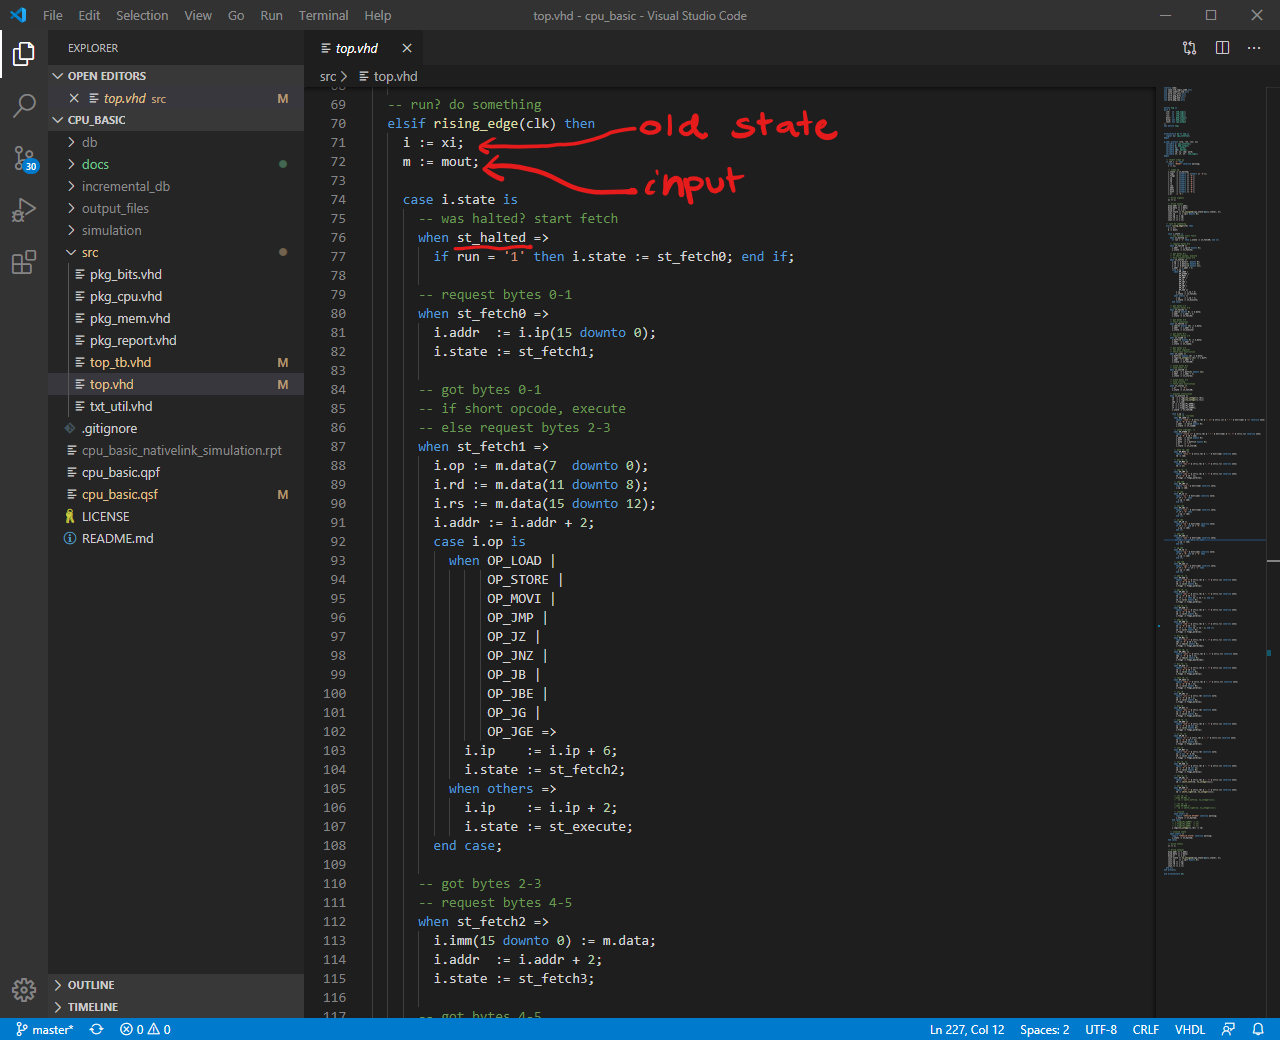 File Edit Selection View Go Run Terminal Help top.vhd - cpu_basic - Visual Studio Code
EXPLORER
OPEN EDITORS
top.vhd src M
CPU_BASIC
db
docs
incremental_db
output_files
simulation
src
pkg_bits.vhd
pkg_cpu.vhd
pkg_mem.vhd
pkg_report.vhd
top_tb.vhd M
top.vhd M
txt_util.vhd
.gitignore
cpu_basic_nativelink_simulation.rpt
cpu_basic.qpf
cpu_basic.qsf M
LICENSE
README.md
OUTLINE
TIMELINE
30
top.vhd
src > top.vhd
69 -- run? do something
70 elsif rising_edge(clk) then
71 i := xi;
old state
72 m := mout;
input
73
74 case i.state is
75 -- was halted? start fetch
76 when st_halted =>
77 if run = '1' then i.state := st_fetch0; end if;
78
79 -- request bytes 0-1
80 when st_fetch0 =>
81 i.addr := i.ip(15 downto 0);
82 i.state := st_fetch1;
83
84 -- got bytes 0-1
85 -- if short opcode, execute
86 -- else request bytes 2-3
87 when st_fetch1 =>
88 i.op := m.data(7 downto 0);
89 i.rd := m.data(11 downto 8);
90 i.rs := m.data(15 downto 12);
91 i.addr := i.addr + 2;
92 case i.op is
93 when OP_LOAD |
94 OP_STORE |
95 OP_MOVI |
96 OP_JMP |
97 OP_JZ |
98 OP_JNZ |
99 OP_JB |
100 OP_JBE |
101 OP_JG |
102 OP_JGE =>
103 i.ip := i.ip + 6;
104 i.state := st_fetch2;
105 when others =>
106 i.ip := i.ip + 2;
107 i.state := st_execute;
108 end case;
109
110 -- got bytes 2-3
111 -- request bytes 4-5
112 when st_fetch2 =>
113 i.imm(15 downto 0) := m.data;
114 i.addr := i.addr + 2;
115 i.state := st_fetch3;
116
117 -- got bytes 4-5
master* 0 0 Ln 227, Col 12 Spaces: 2 UTF-8 CRLF VHDL